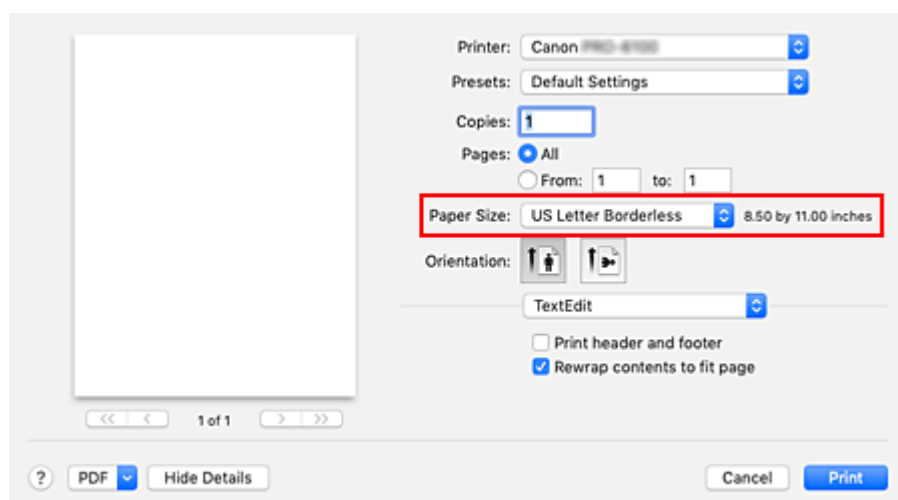 Printer: Canon
Presets: Default Settings
Copies: 1
Pages: All
From: 1 to: 1
Paper Size: US Letter Borderless 8.50 by 11.00 inches
Orientation:
TextEdit
Print header and footer
Rewrap contents to fit page
<< < 1 of 1 > >>
? PDF Hide Details Cancel Print